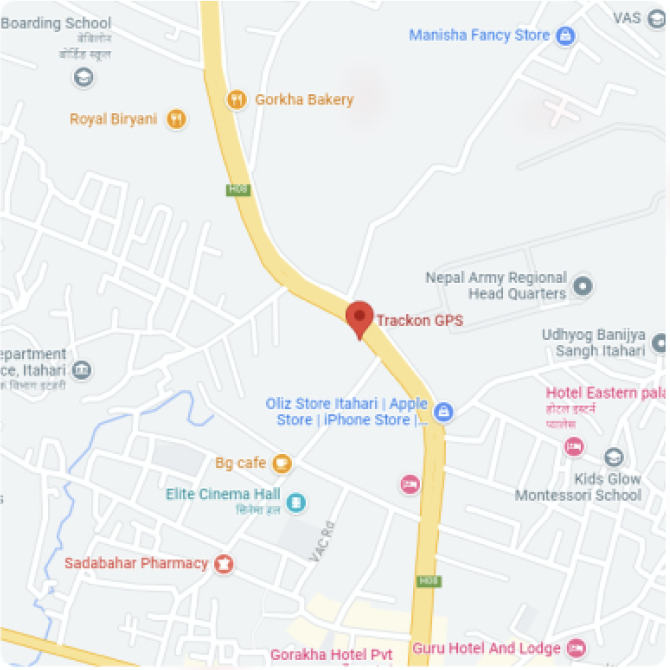 Boarding School
बेबिलोन
बोर्डिङ स्कूल
Manisha Fancy Store
VAS
Gorkha Bakery
Royal Biryani
H08
Nepal Army Regional
Head Quarters
Trackon GPS
Udhyog Banijya
Sangh Itahari
epartment
ce, Itahari
क विभाग इटहरी
Hotel Eastern pala
होटल इस्टर्न
प्यालेस
Oliz Store Itahari | Apple
Store | iPhone Store |...
Bg cafe
Kids Glow
Montessori School
Elite Cinema Hall
सिनेमा हल
VAC Rd
Sadabahar Pharmacy
H08
Gorakha Hotel Pvt
Guru Hotel And Lodge